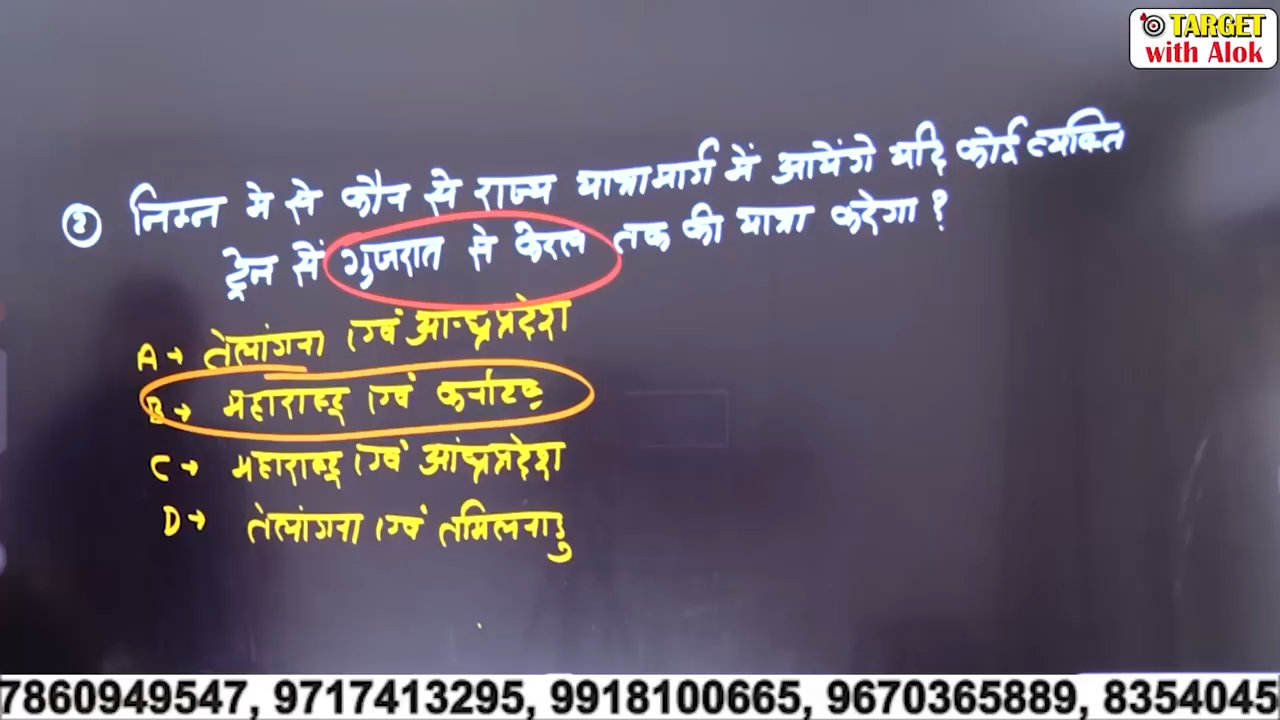 TARGET
with Alok
② निम्न मे से कौन से राज्य यात्रामार्ग में आयेंगे यदि कोई व्यक्ति
ट्रेन सें गुजरात से केरल तक की यात्रा करेगा ?
A → तेलांगना एवं आन्ध्रप्रदेश
B → महाराष्ट्र एवं कर्नाटक
C → महाराष्ट्र एवं आंध्रप्रदेश
D → तेलांगना एवं तमिलनाडु
7860949547, 9717413295, 9918100665, 9670365889, 8354045